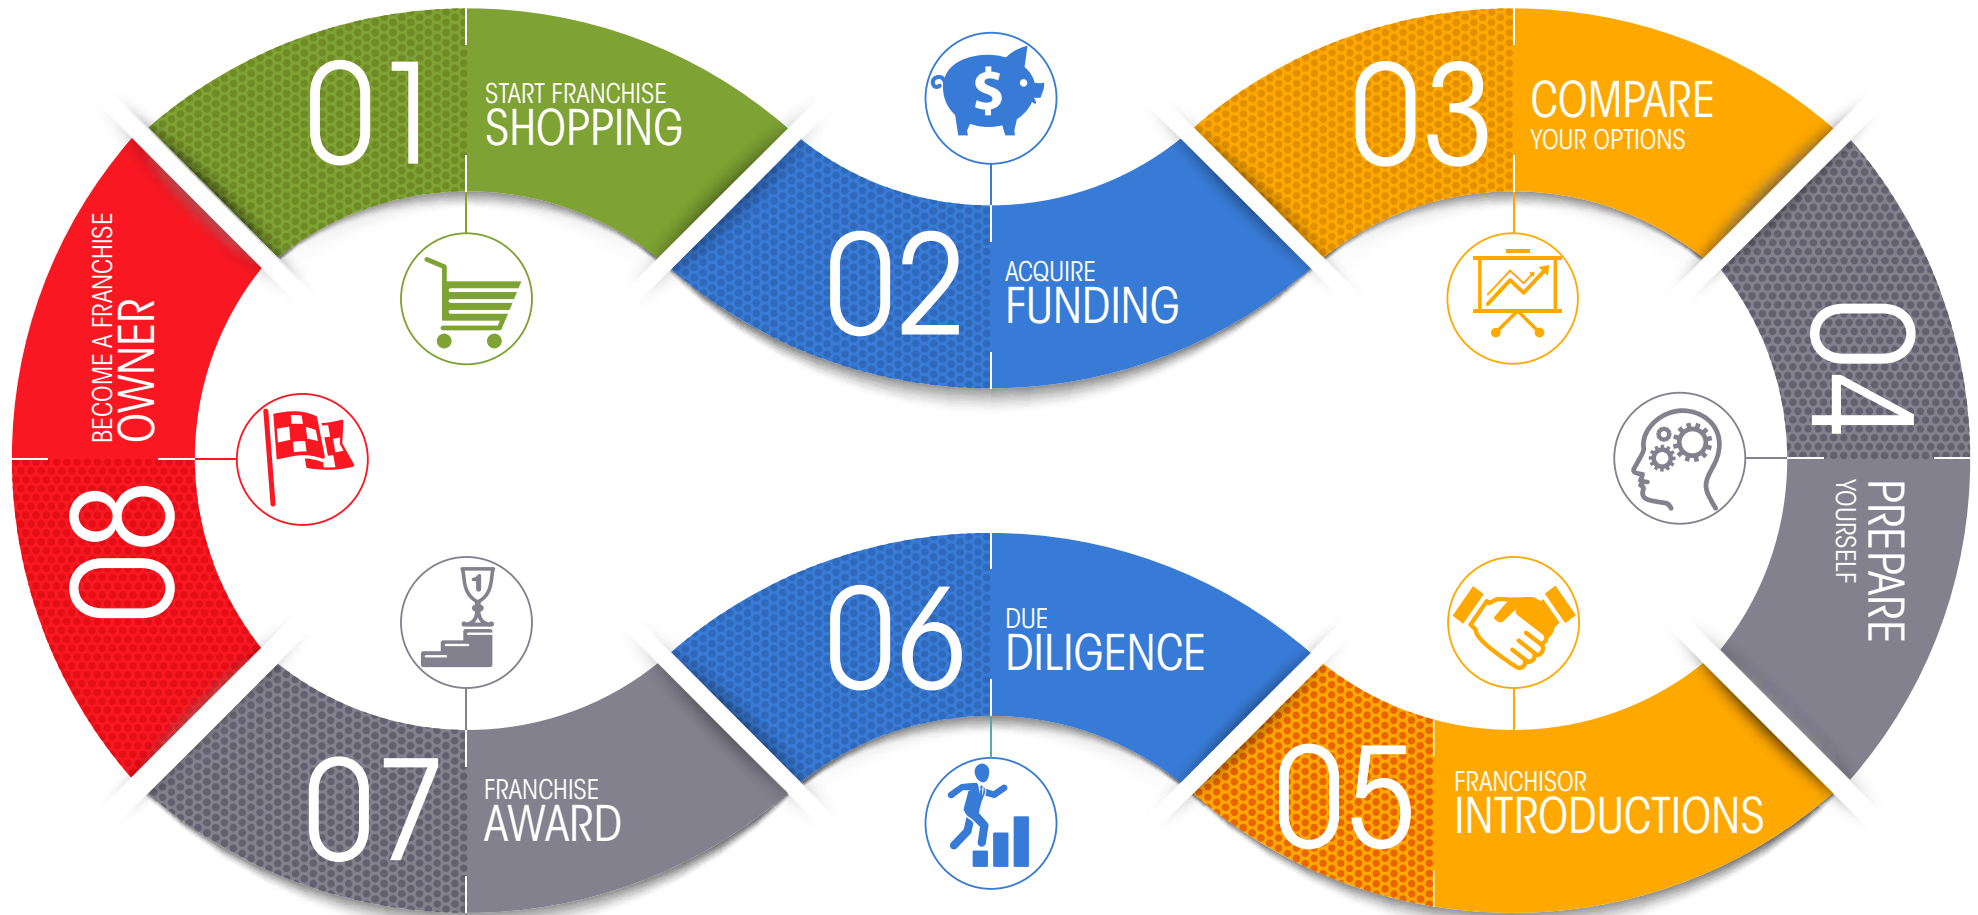 01
START FRANCHISE
SHOPPING
02
ACQUIRE
FUNDING
$
03
COMPARE
YOUR OPTIONS
04
PREPARE
YOURSELF
05
FRANCHISOR
INTRODUCTIONS
06
DUE
DILIGENCE
07
FRANCHISE
AWARD
1
08
BECOME A FRANCHISE
OWNER